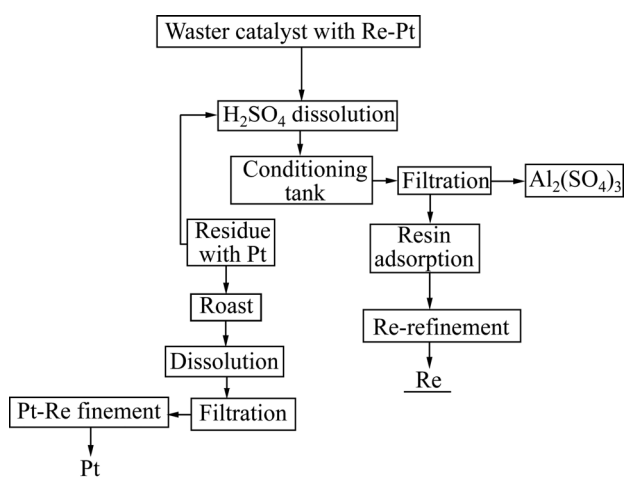 Waster catalyst with Re-Pt
H₂SO₄ dissolution
Conditioning
tank
Filtration
Al₂(SO₄)₃
Residue
with Pt
Resin
adsorption
Roast
Re-refinement
Dissolution
Re
Pt-Re finement
Filtration
Pt